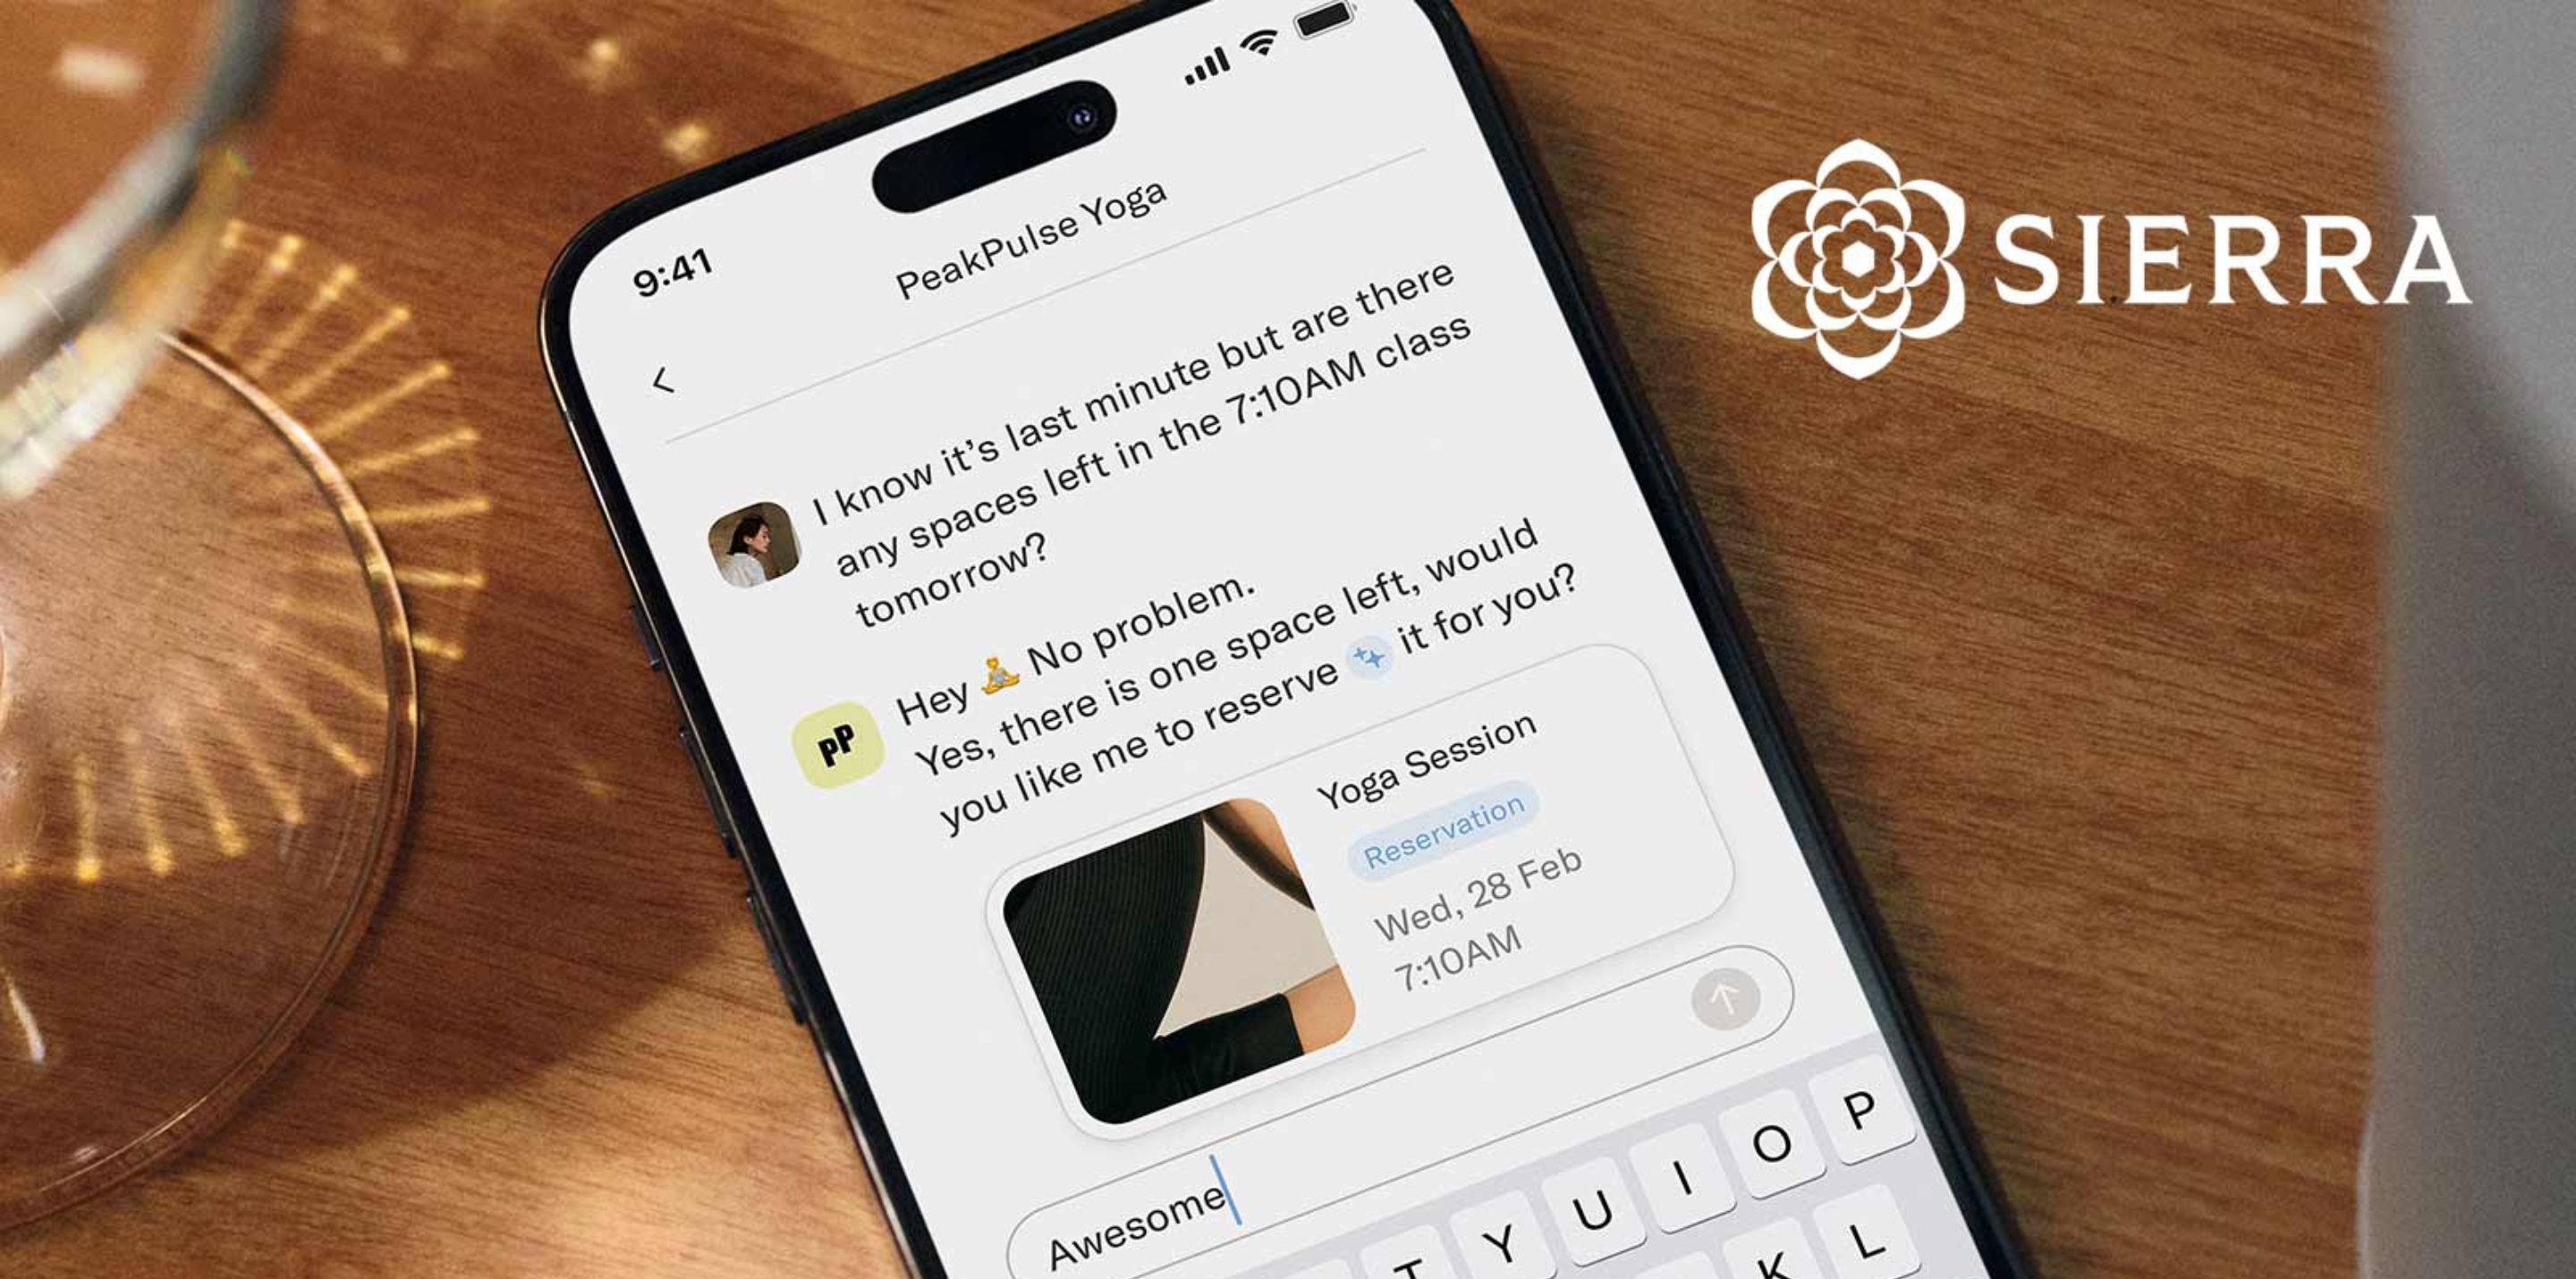 9:41
PeakPulse Yoga
I know it's last minute but are there
any spaces left in the 7:10AM class
tomorrow?
pP
Hey 🧘 No problem.
Yes, there is one space left, would
you like me to reserve it for you?
Yoga Session
Reservation
Wed, 28 Feb
7:10AM
Awesome
T Y U I O P
K L
SIERRA